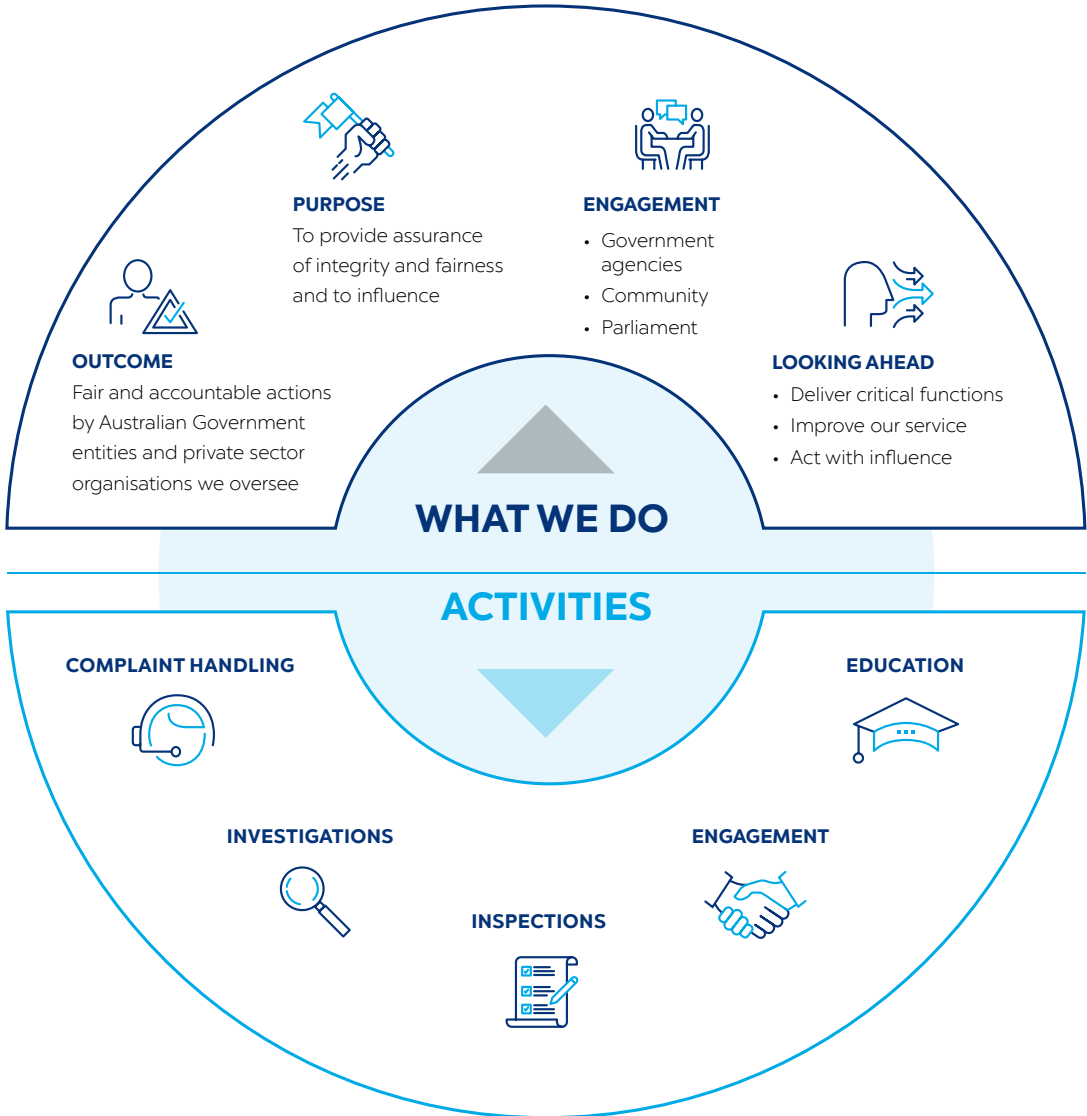 PURPOSE
To provide assurance
of integrity and fairness
and to influence
ENGAGEMENT
• Government
agencies
• Community
• Parliament
OUTCOME
Fair and accountable actions
by Australian Government
entities and private sector
organisations we oversee
LOOKING AHEAD
• Deliver critical functions
• Improve our service
• Act with influence
WHAT WE DO
ACTIVITIES
COMPLAINT HANDLING
EDUCATION
INVESTIGATIONS
ENGAGEMENT
INSPECTIONS